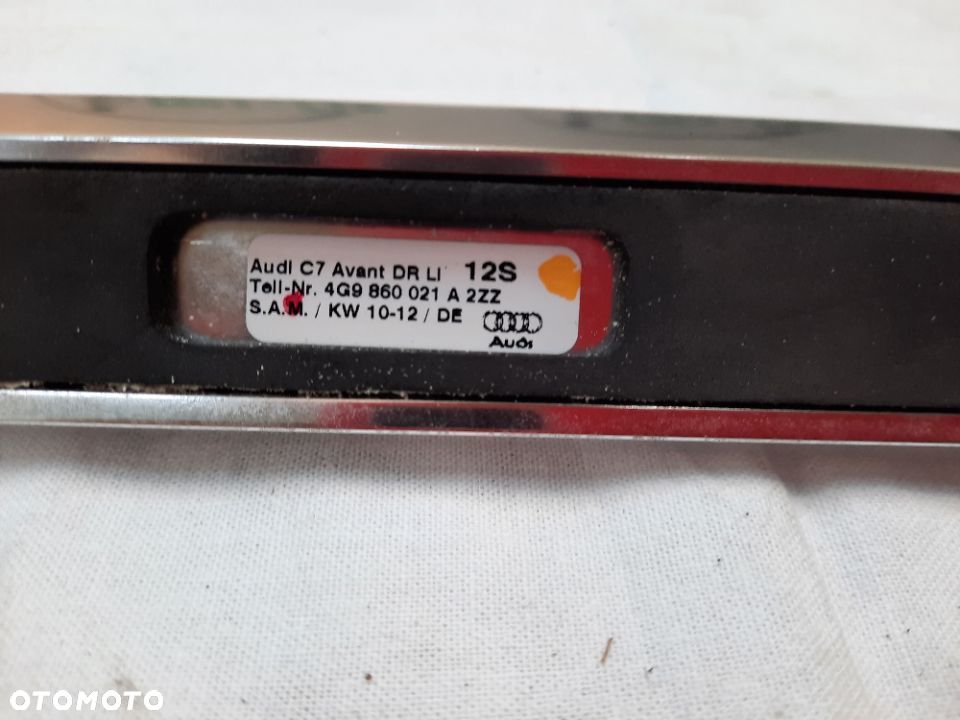 Audi C7 Avant DR LI 12S
Teil-Nr. 4G9 860 021 A 2ZZ
S.A.M. / KW 10-12 / DE
Audi
OTOMOTO